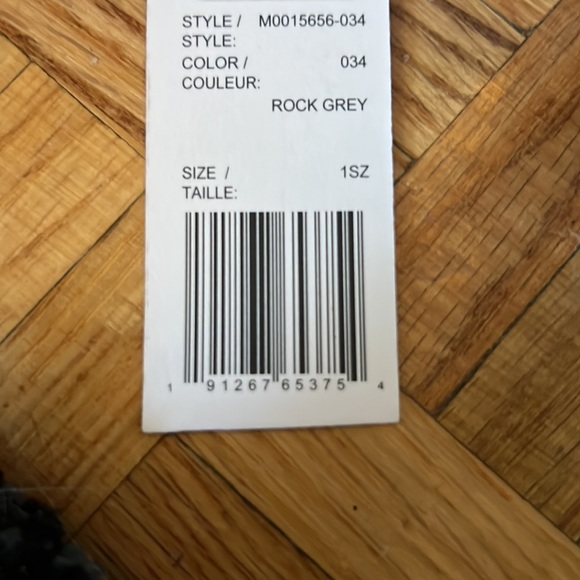 STYLE / M0015656-034
STYLE:
COLOR / 034
COULEUR:
ROCK GREY
SIZE / 1SZ
TAILLE:
1 91267 65375 4